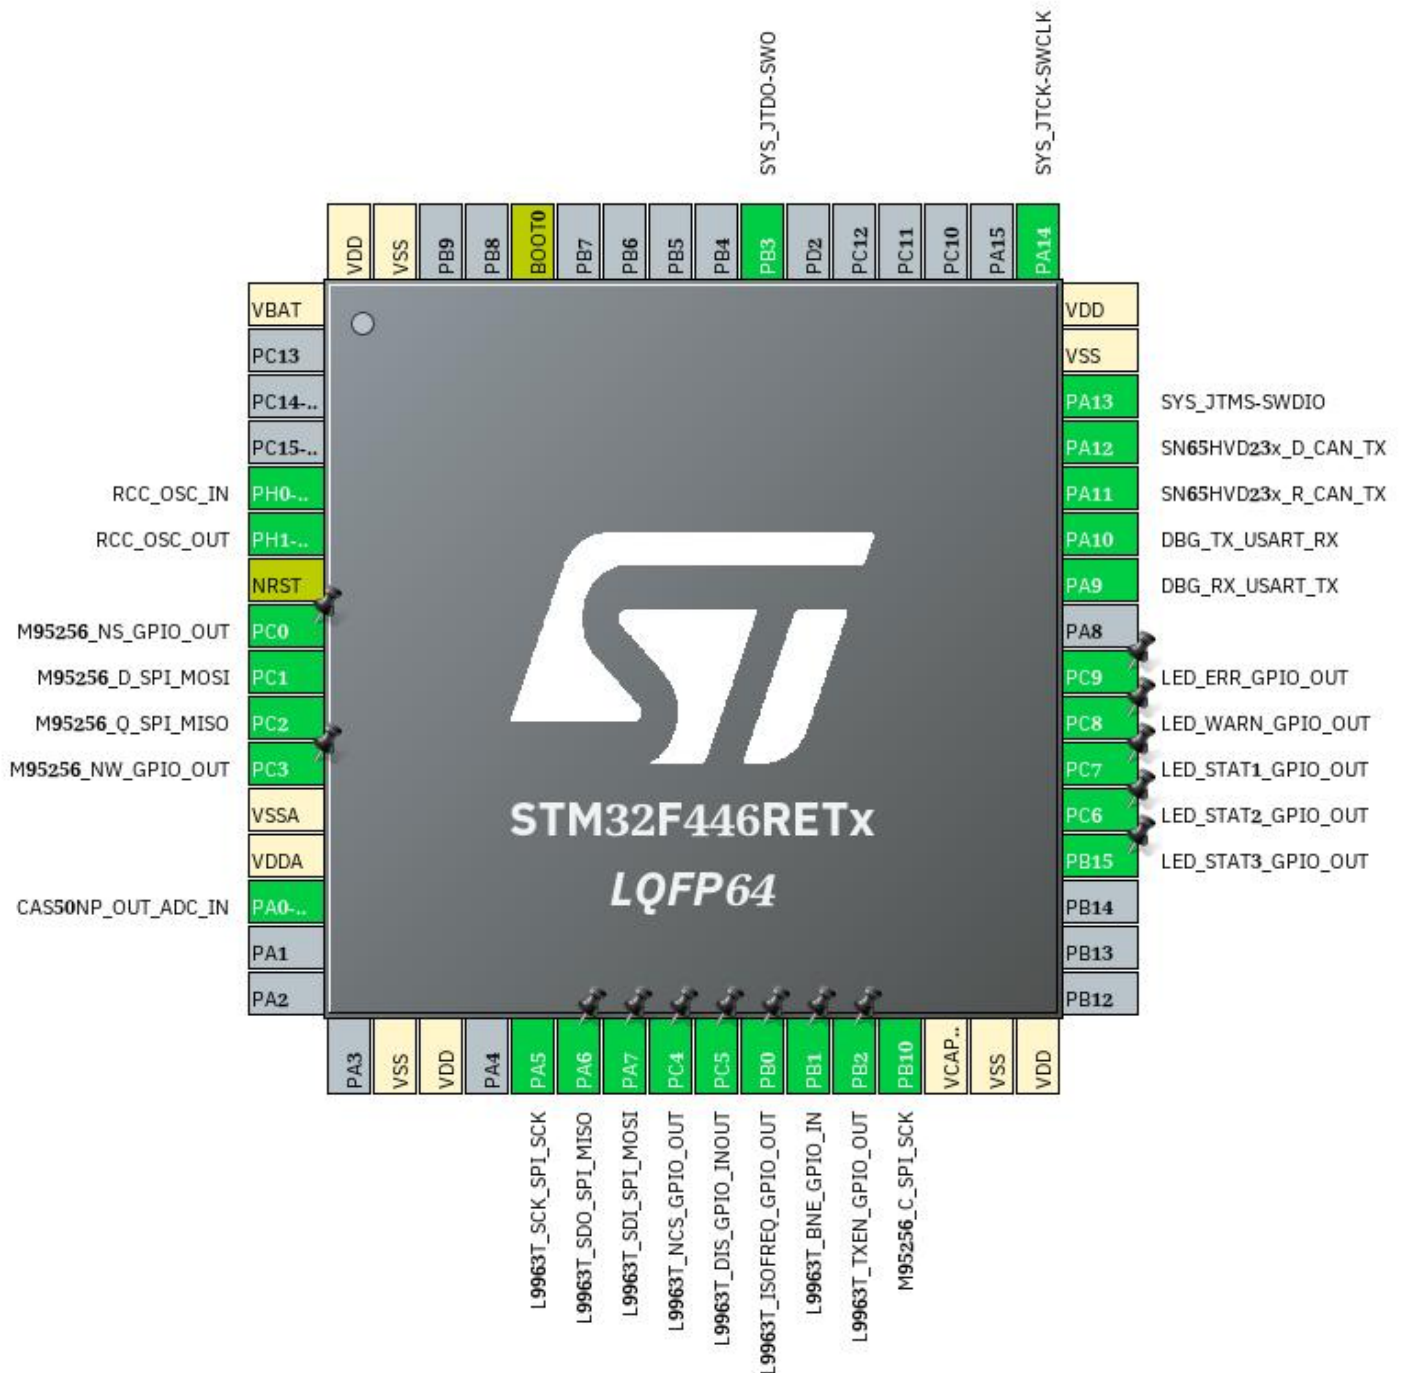 SYS_JTDO-SWO
SYS_JTCK-SWCLK
VDD
VSS
PB9
PB8
BOOT0
PB7
PB6
PB5
PB4
PB3
PD2
PC12
PC11
PC10
PA15
PA14
VBAT
PC13
PC14-..
PC15-..
RCC_OSC_IN PH0-..
RCC_OSC_OUT PH1-..
NRST
M95256_NS_GPIO_OUT PC0
M95256_D_SPI_MOSI PC1
M95256_Q_SPI_MISO PC2
M95256_NW_GPIO_OUT PC3
VSSA
VDDA
CAS50NP_OUT_ADC_IN PA0-..
PA1
PA2
ST
STM32F446RETx
LQFP64
VDD
VSS
PA13 SYS_JTMS-SWDIO
PA12 SN65HVD23x_D_CAN_TX
PA11 SN65HVD23x_R_CAN_TX
PA10 DBG_TX_USART_RX
PA9 DBG_RX_USART_TX
PA8
PC9 LED_ERR_GPIO_OUT
PC8 LED_WARN_GPIO_OUT
PC7 LED_STAT1_GPIO_OUT
PC6 LED_STAT2_GPIO_OUT
PB15 LED_STAT3_GPIO_OUT
PB14
PB13
PB12
PA3
VSS
VDD
PA4
PA5
PA6
PA7
PC4
PC5
PB0
PB1
PB2
PB10
VCAP..
VSS
VDD
L9963T_SCK_SPI_SCK
L9963T_SDO_SPI_MISO
L9963T_SDI_SPI_MOSI
L9963T_NCS_GPIO_OUT
L9963T_DIS_GPIO_INOUT
L9963T_ISOFREQ_GPIO_OUT
L9963T_BNE_GPIO_IN
L9963T_TXEN_GPIO_OUT
M95256_C_SPI_SCK